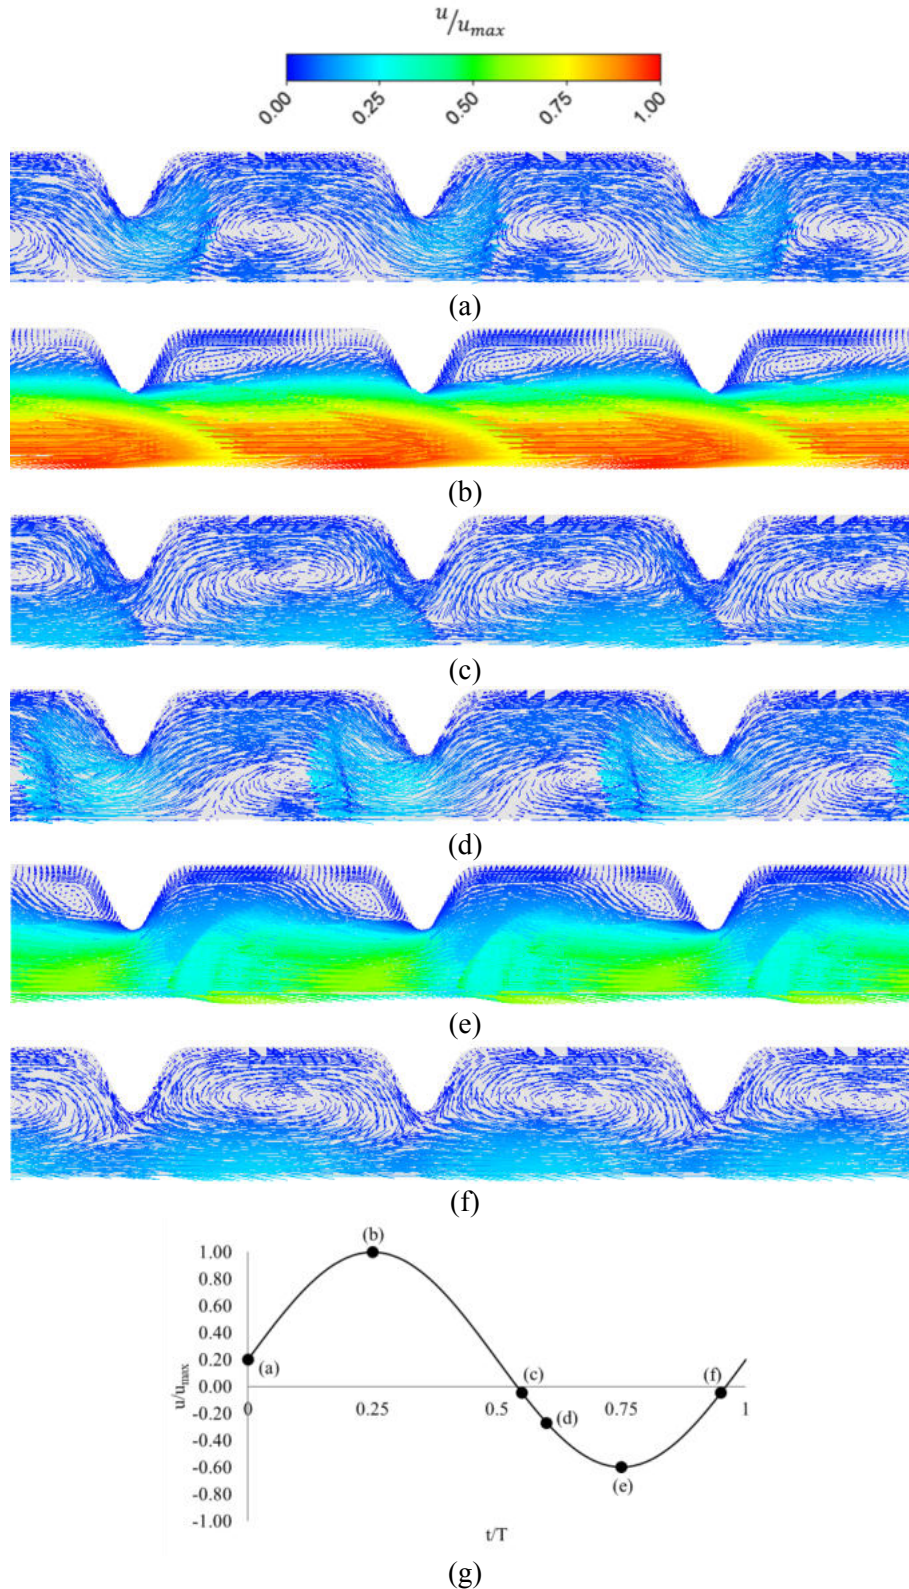 u/u_max
0.00 0.25 0.50 0.75 1.00
(a)
(b)
(c)
(d)
(e)
(f)
(b)
1.00
0.80
0.60
0.40
0.20 (a)
0.00 (c) (f)
0 0.25 0.5 0.75 1
-0.20 (d)
-0.40
-0.60
(e)
-0.80
-1.00
u/u_max
t/T
(g)